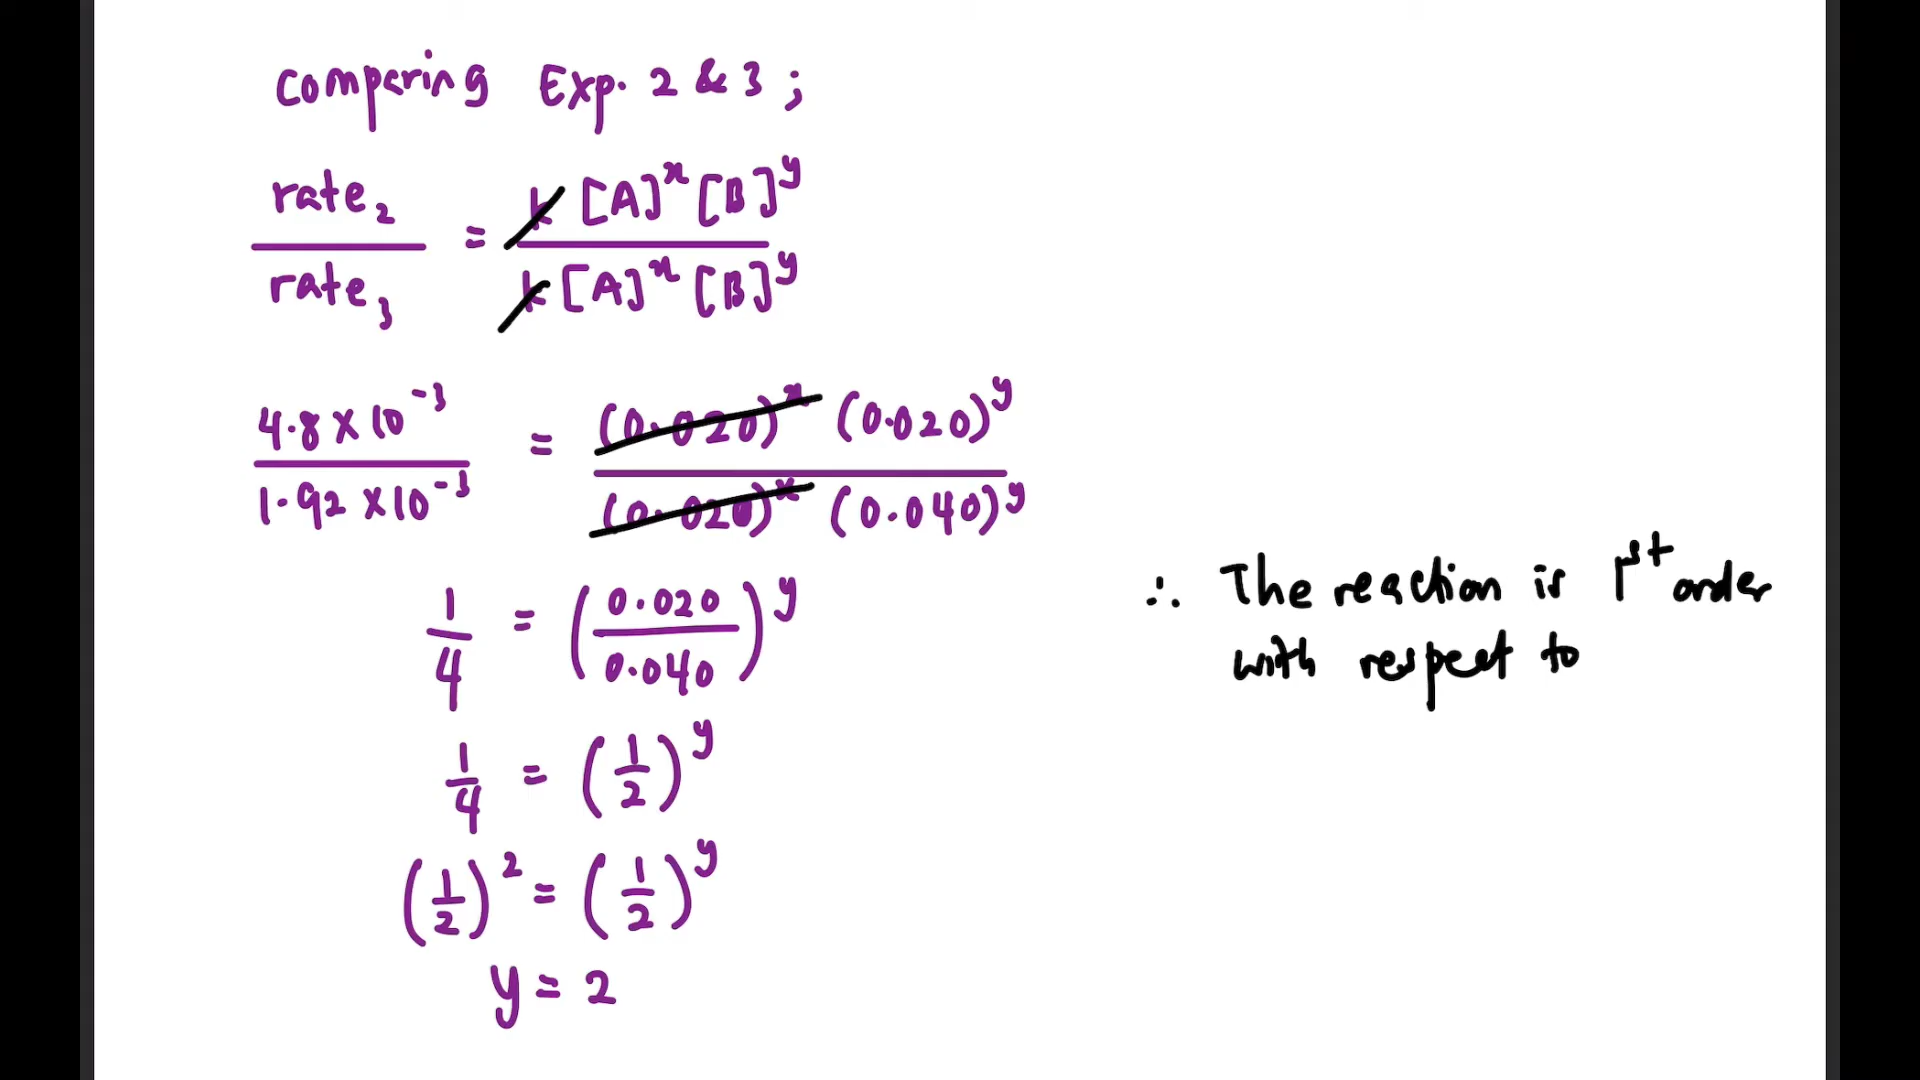 Compering Exp. 2 & 3 ;
rate₂ / rate₃ = k [A]ˣ [B]ʸ / k [A]ˣ [B]ʸ
4.8 × 10⁻³ / 1.92 × 10⁻³ = (0.020)ˣ (0.020)ʸ / (0.020)ˣ (0.040)ʸ
1/4 = (0.020 / 0.040)ʸ
1/4 = (1/2)ʸ
(1/2)² = (1/2)ʸ
y = 2
∴ The reaction is 1ˢᵗ order
with respect to